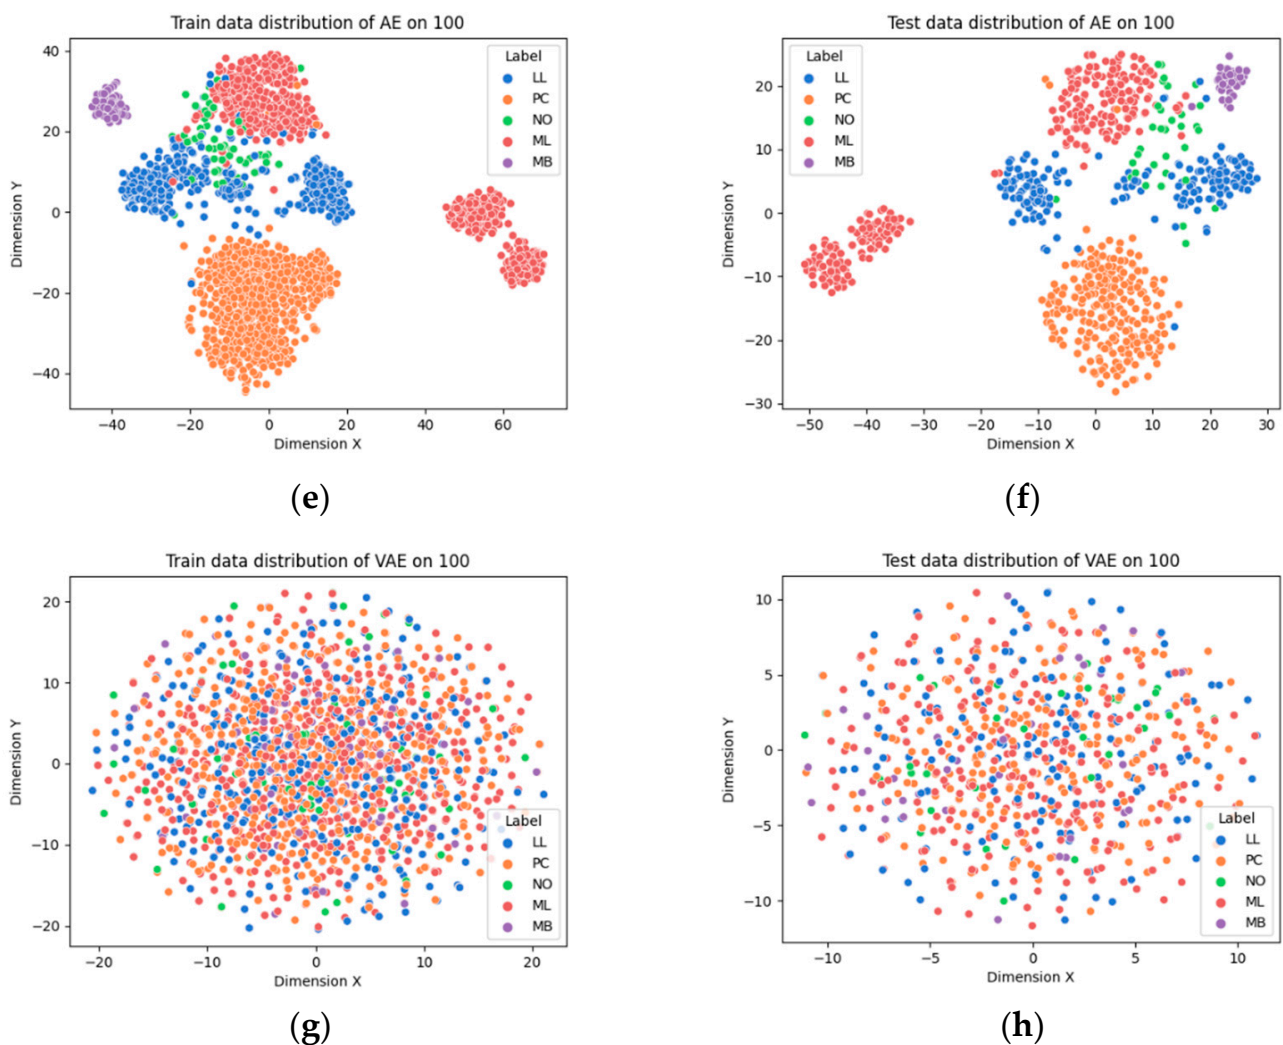 Train data distribution of AE on 100
40
20
0
−20
−40
Dimension Y
−40
−20
0
20
40
60
Dimension X
Label
LL
PC
NO
ML
MB
(e)
Test data distribution of AE on 100
20
10
0
−10
−20
−30
Dimension Y
−50
−40
−30
−20
−10
0
10
20
30
Dimension X
Label
LL
PC
NO
ML
MB
(f)
Train data distribution of VAE on 100
20
10
0
−10
−20
Dimension Y
−20
−10
0
10
20
Dimension X
Label
LL
PC
NO
ML
MB
(g)
Test data distribution of VAE on 100
10
5
0
−5
−10
Dimension Y
−10
−5
0
5
10
Dimension X
Label
LL
PC
NO
ML
MB
(h)